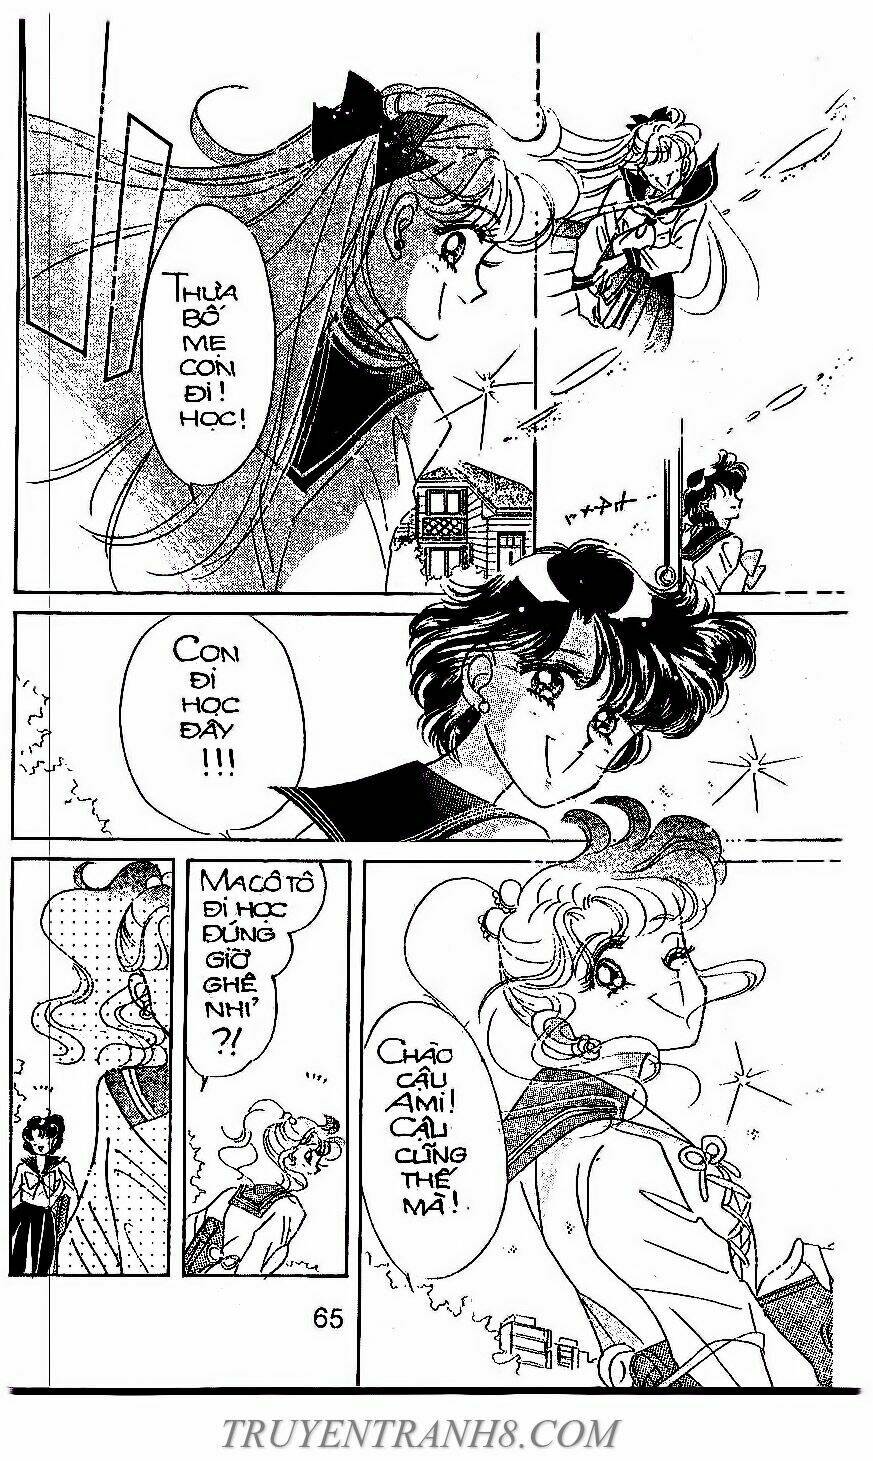 THƯA
BỐ
MẸ
CON
ĐI!
HỌC!
CON
ĐI
HỌC
ĐÂY
!!!
MACÔTÔ
ĐI HỌC
ĐÚNG
GIỜ
GHÊ
NHỈ
?!
CHÀO
CẬU
AMI!
CẬU
CŨNG
THẾ
MÀ!
65
TRUYENTRANH8.COM